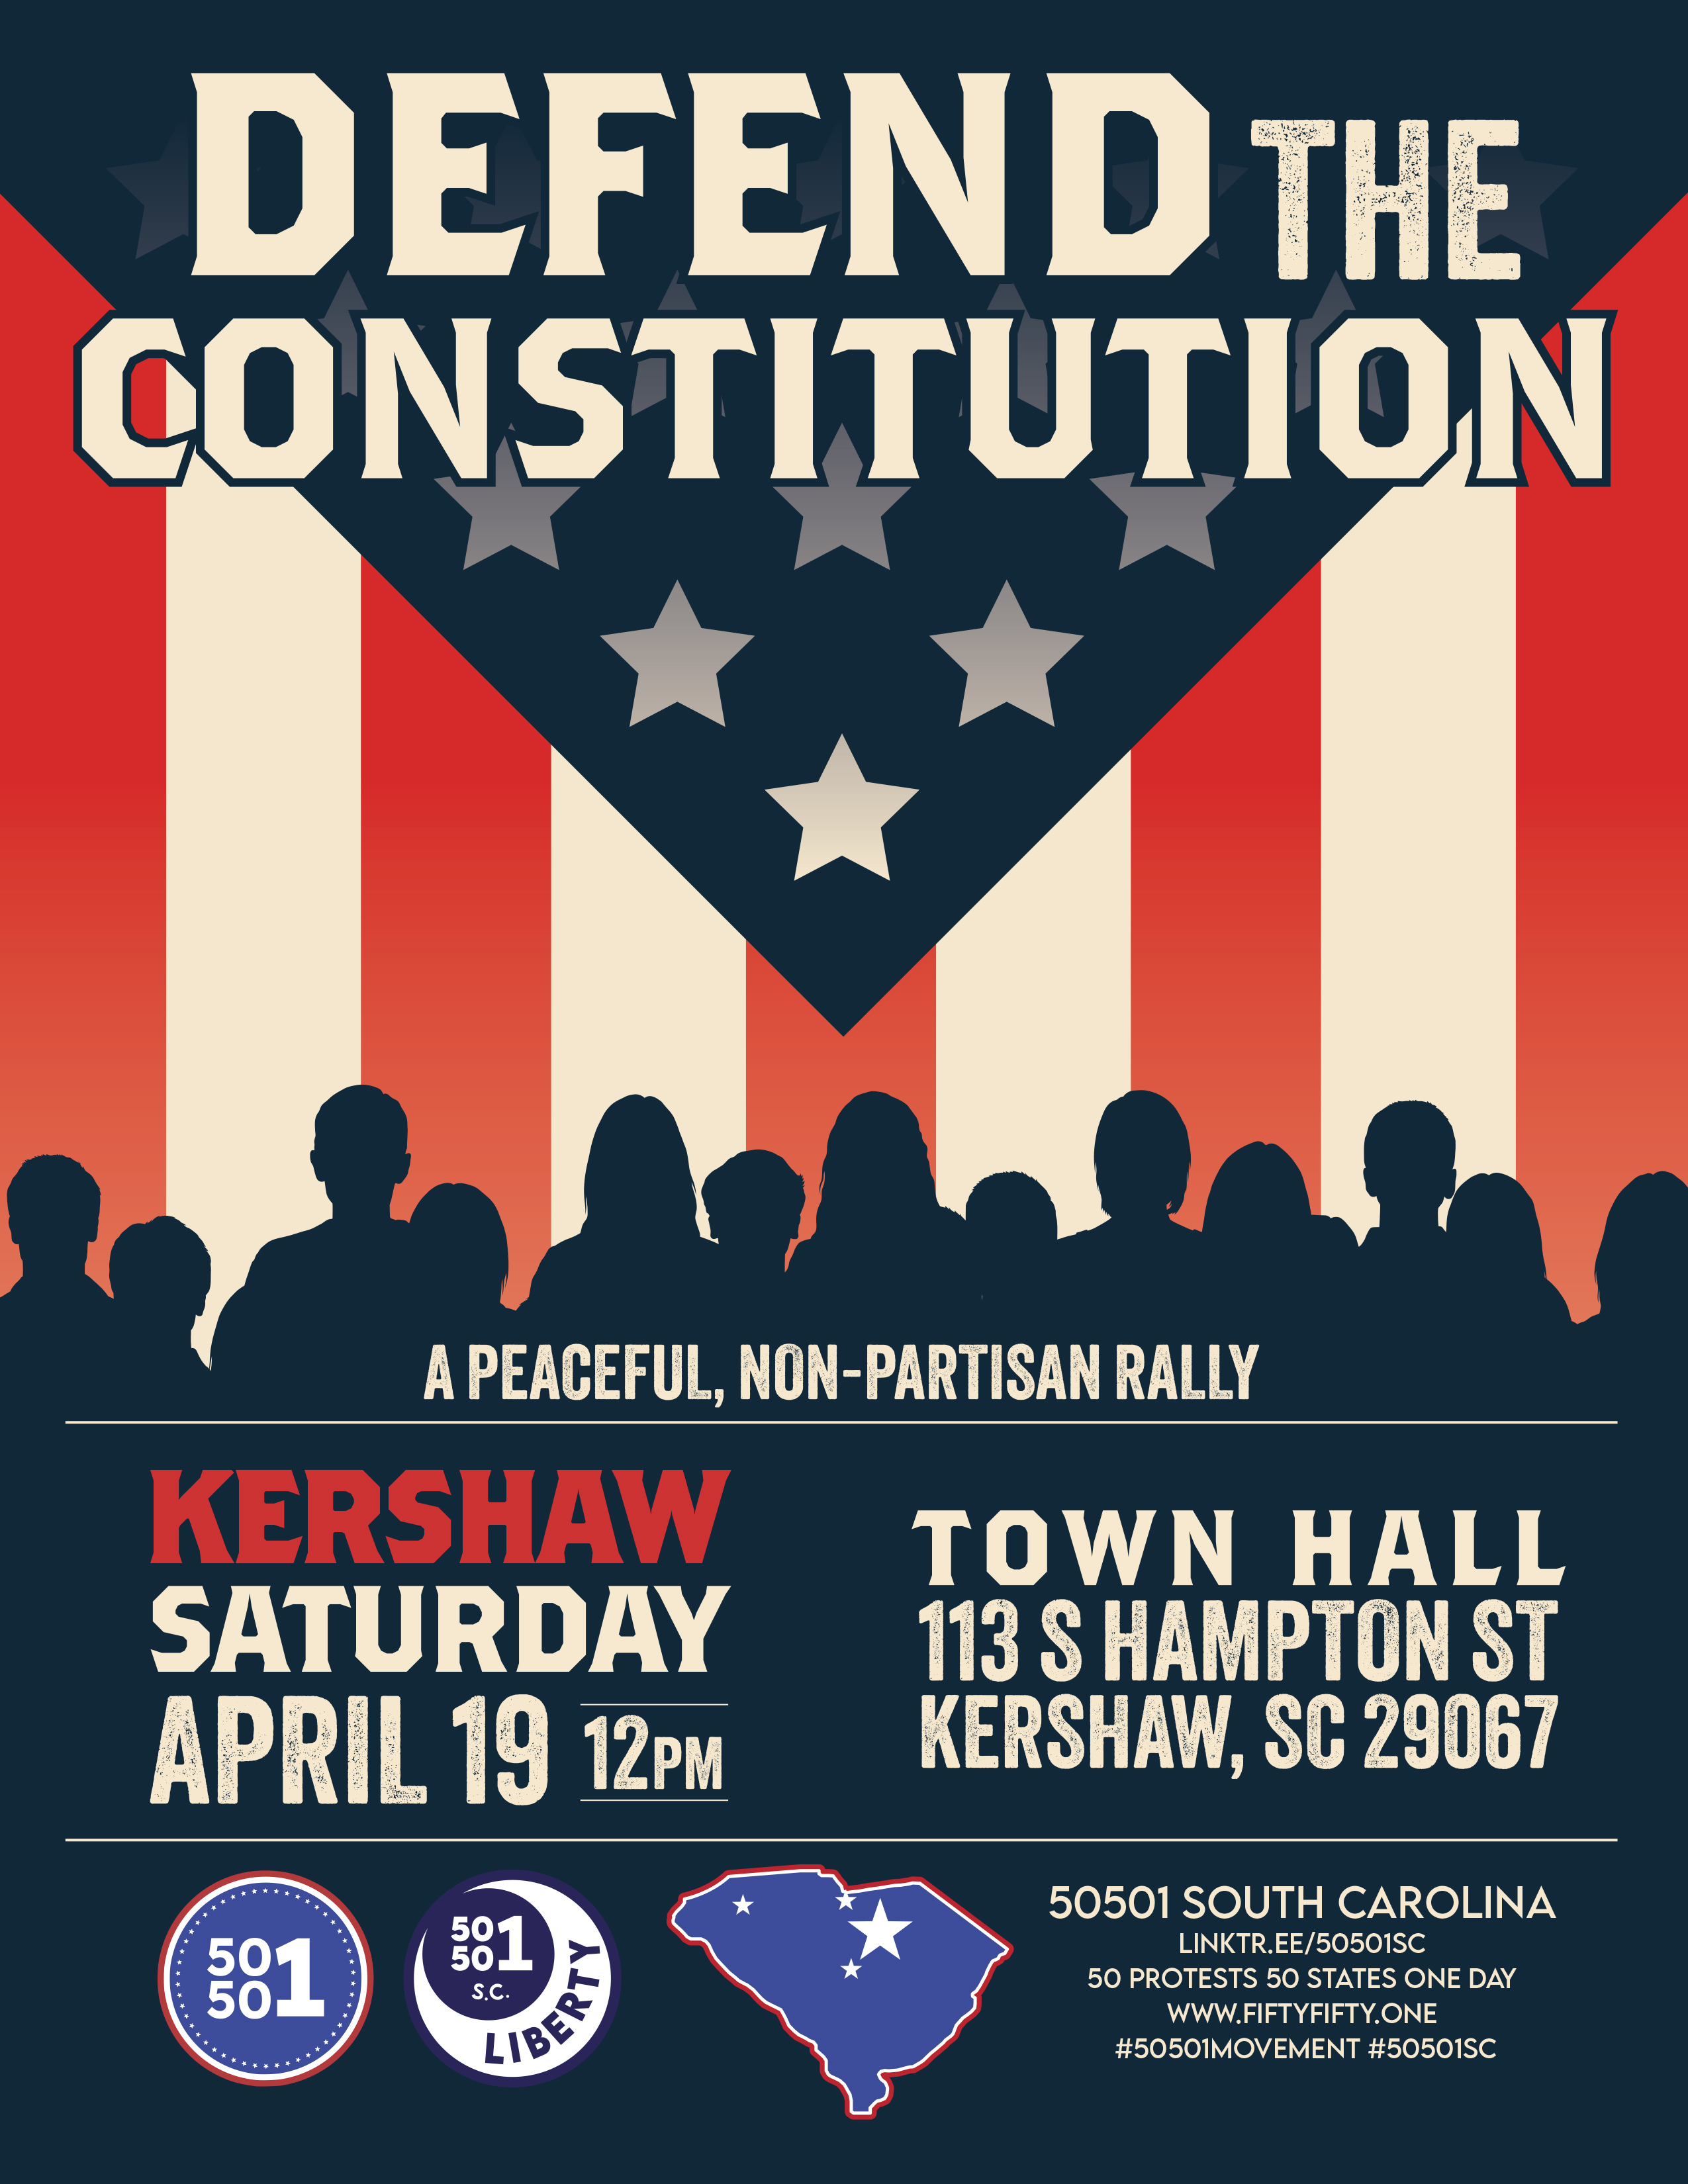 DEFEND THE
CONSTITUTION
A PEACEFUL, NON-PARTISAN RALLY
KERSHAW
SATURDAY
APRIL 19 12PM
TOWN HALL
113 S HAMPTON ST
KERSHAW, SC 29067
50
50
1
50
50
1
S.C.
LIBERTY
50501 SOUTH CAROLINA
LINKTR.EE/50501SC
50 PROTESTS 50 STATES ONE DAY
WWW.FIFTYFIFTY.ONE
#50501MOVEMENT #50501SC